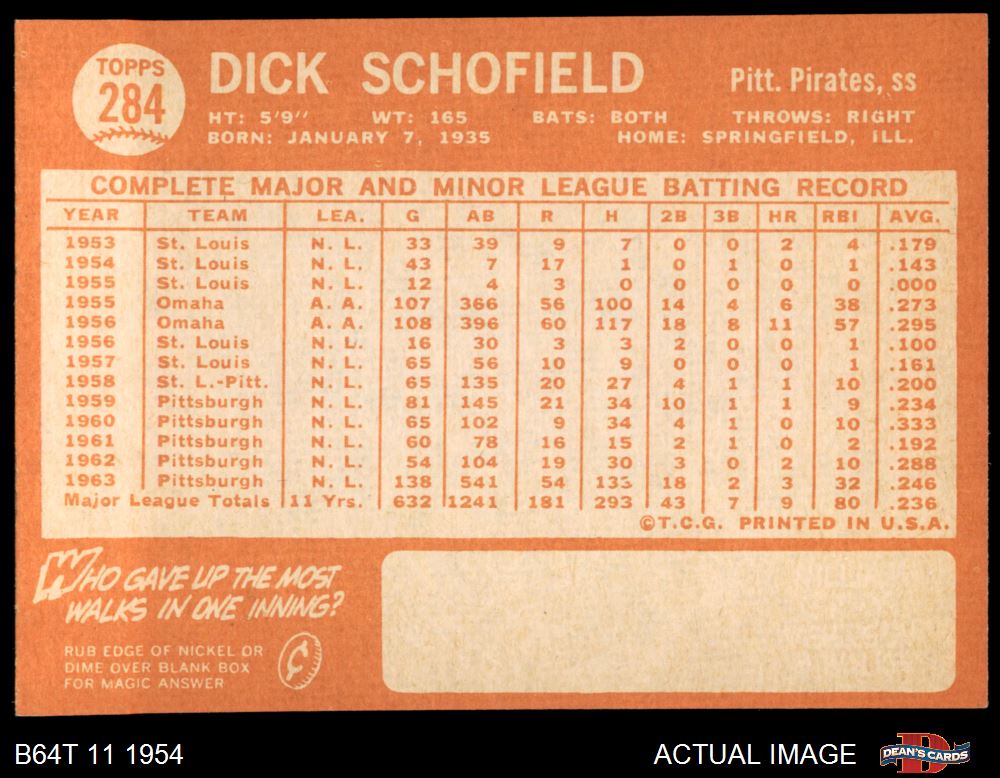 TOPPS
284
DICK SCHOFIELD
Pitt. Pirates, ss
HT: 5'9'' WT: 165 BATS: BOTH THROWS: RIGHT
BORN: JANUARY 7, 1935 HOME: SPRINGFIELD, ILL.
COMPLETE MAJOR AND MINOR LEAGUE BATTING RECORD
YEAR TEAM LEA. G AB R H 2B 3B HR RBI AVG.
1953 St. Louis N. L. 33 39 9 7 0 0 2 4 .179
1954 St. Louis N. L. 43 7 17 1 0 1 0 1 .143
1955 St. Louis N. L. 12 4 3 0 0 0 0 0 .000
1955 Omaha A. A. 107 366 56 100 14 4 6 38 .273
1956 Omaha A. A. 108 396 60 117 18 8 11 57 .295
1956 St. Louis N. L. 16 30 3 3 2 0 0 1 .100
1957 St. Louis N. L. 65 56 10 9 0 0 0 1 .161
1958 St. L.-Pitt. N. L. 65 135 20 27 4 1 1 10 .200
1959 Pittsburgh N. L. 81 145 21 34 10 1 1 9 .234
1960 Pittsburgh N. L. 65 102 9 34 4 1 0 10 .333
1961 Pittsburgh N. L. 60 78 16 15 2 1 0 2 .192
1962 Pittsburgh N. L. 54 104 19 30 3 0 2 10 .288
1963 Pittsburgh N. L. 138 541 54 133 18 2 3 32 .246
Major League Totals 11 Yrs. 632 1241 181 293 43 7 9 80 .236
©T.C.G. PRINTED IN U.S.A.
WHO GAVE UP THE MOST
WALKS IN ONE INNING?
RUB EDGE OF NICKEL OR
DIME OVER BLANK BOX
FOR MAGIC ANSWER
¢
B64T 11 1954
ACTUAL IMAGE
DEAN'S CARDS